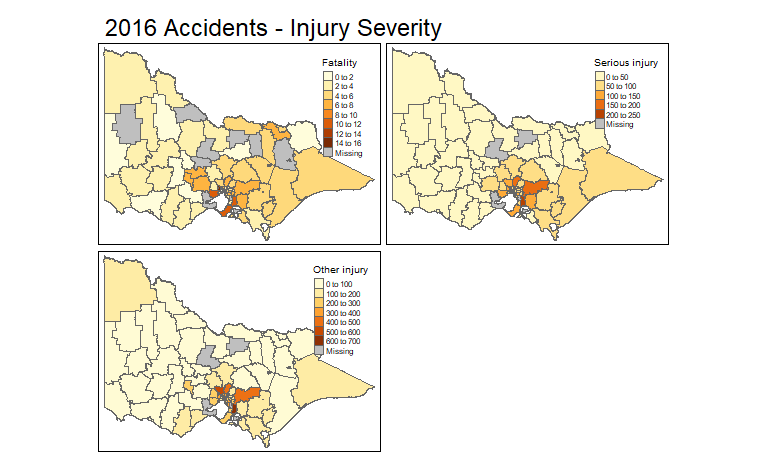 2016 Accidents - Injury Severity
Fatality
0 to 2
2 to 4
4 to 6
6 to 8
8 to 10
10 to 12
12 to 14
14 to 16
Missing
Serious injury
0 to 50
50 to 100
100 to 150
150 to 200
200 to 250
Missing
Other injury
0 to 100
100 to 200
200 to 300
300 to 400
400 to 500
500 to 600
600 to 700
Missing